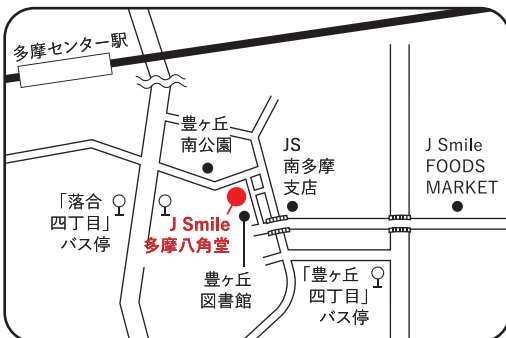 多摩センター駅
豊ヶ丘
南公園
JS
南多摩
支店
J Smile
FOODS
MARKET
「落合
四丁目」
バス停
J Smile
多摩八角堂
豊ヶ丘
図書館
「豊ヶ丘
四丁目」
バス停